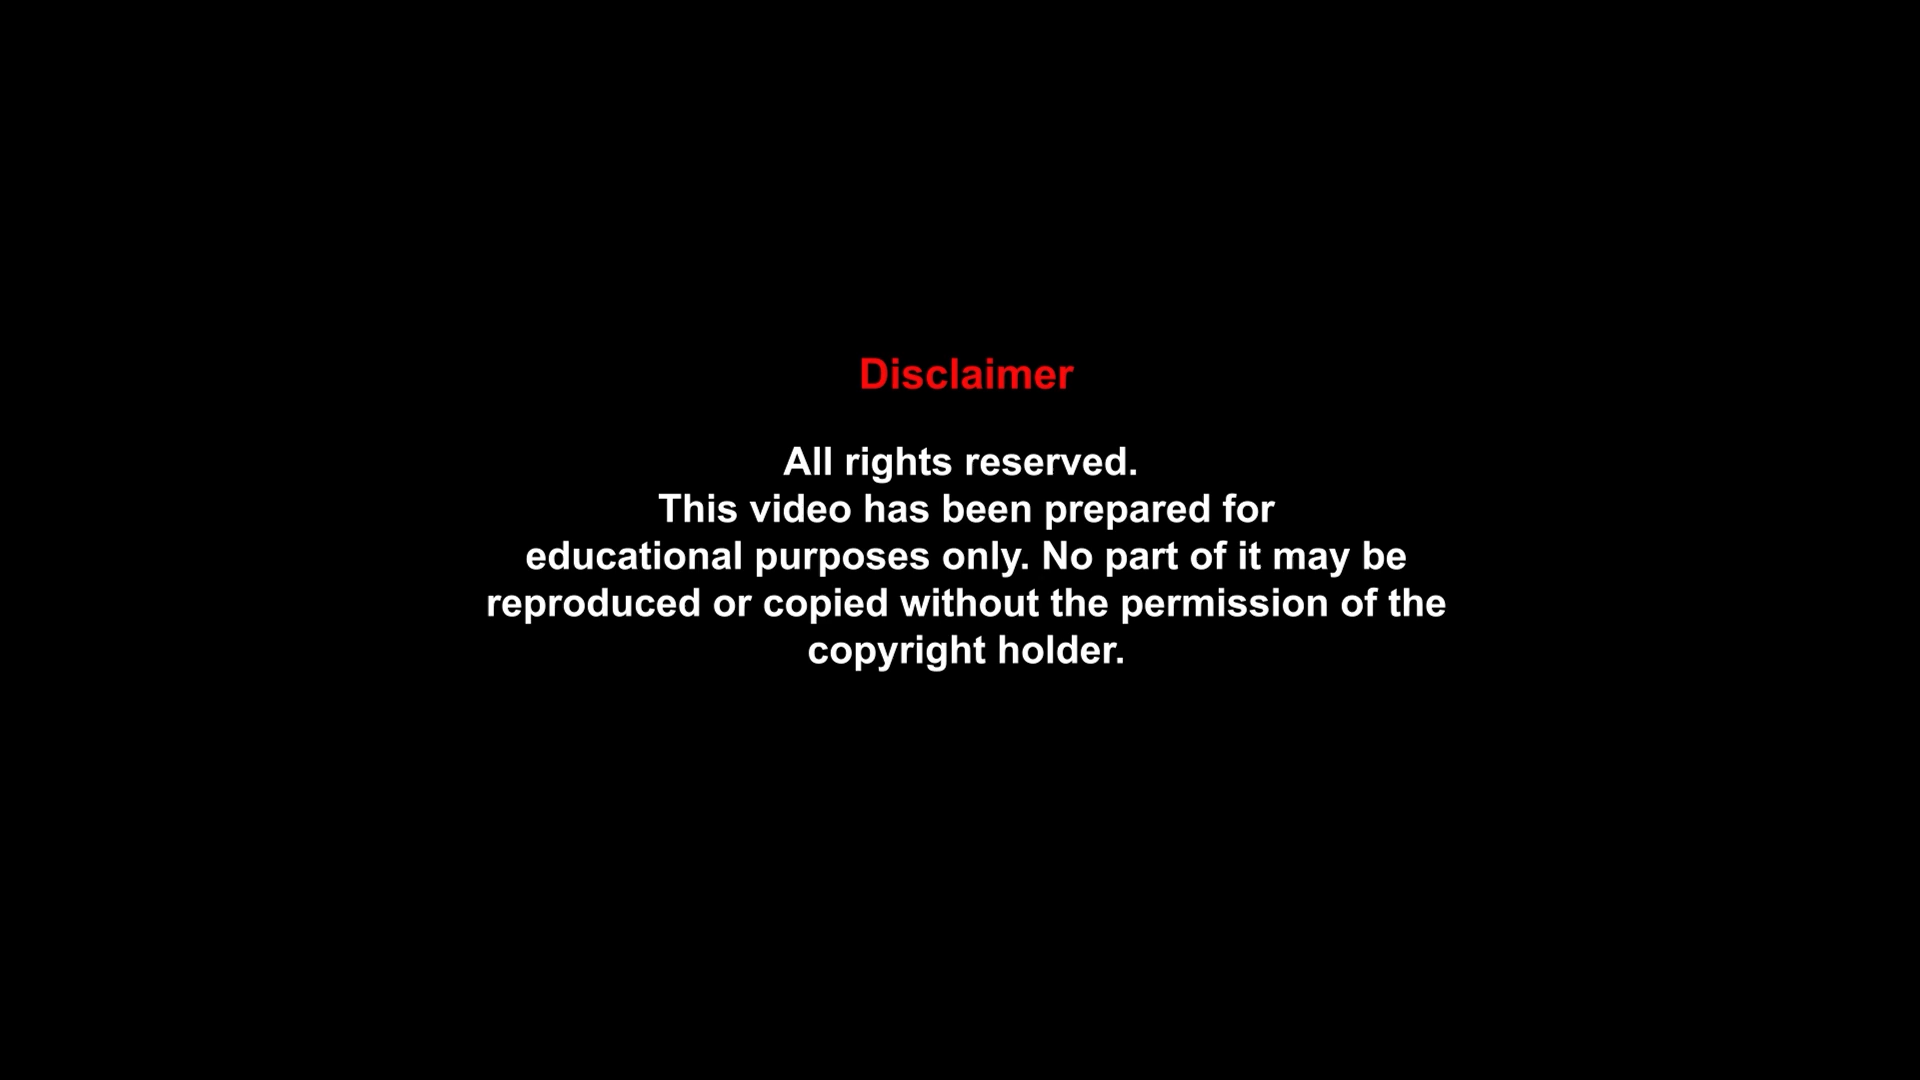 Disclaimer
All rights reserved.
This video has been prepared for
educational purposes only. No part of it may be
reproduced or copied without the permission of the
copyright holder.